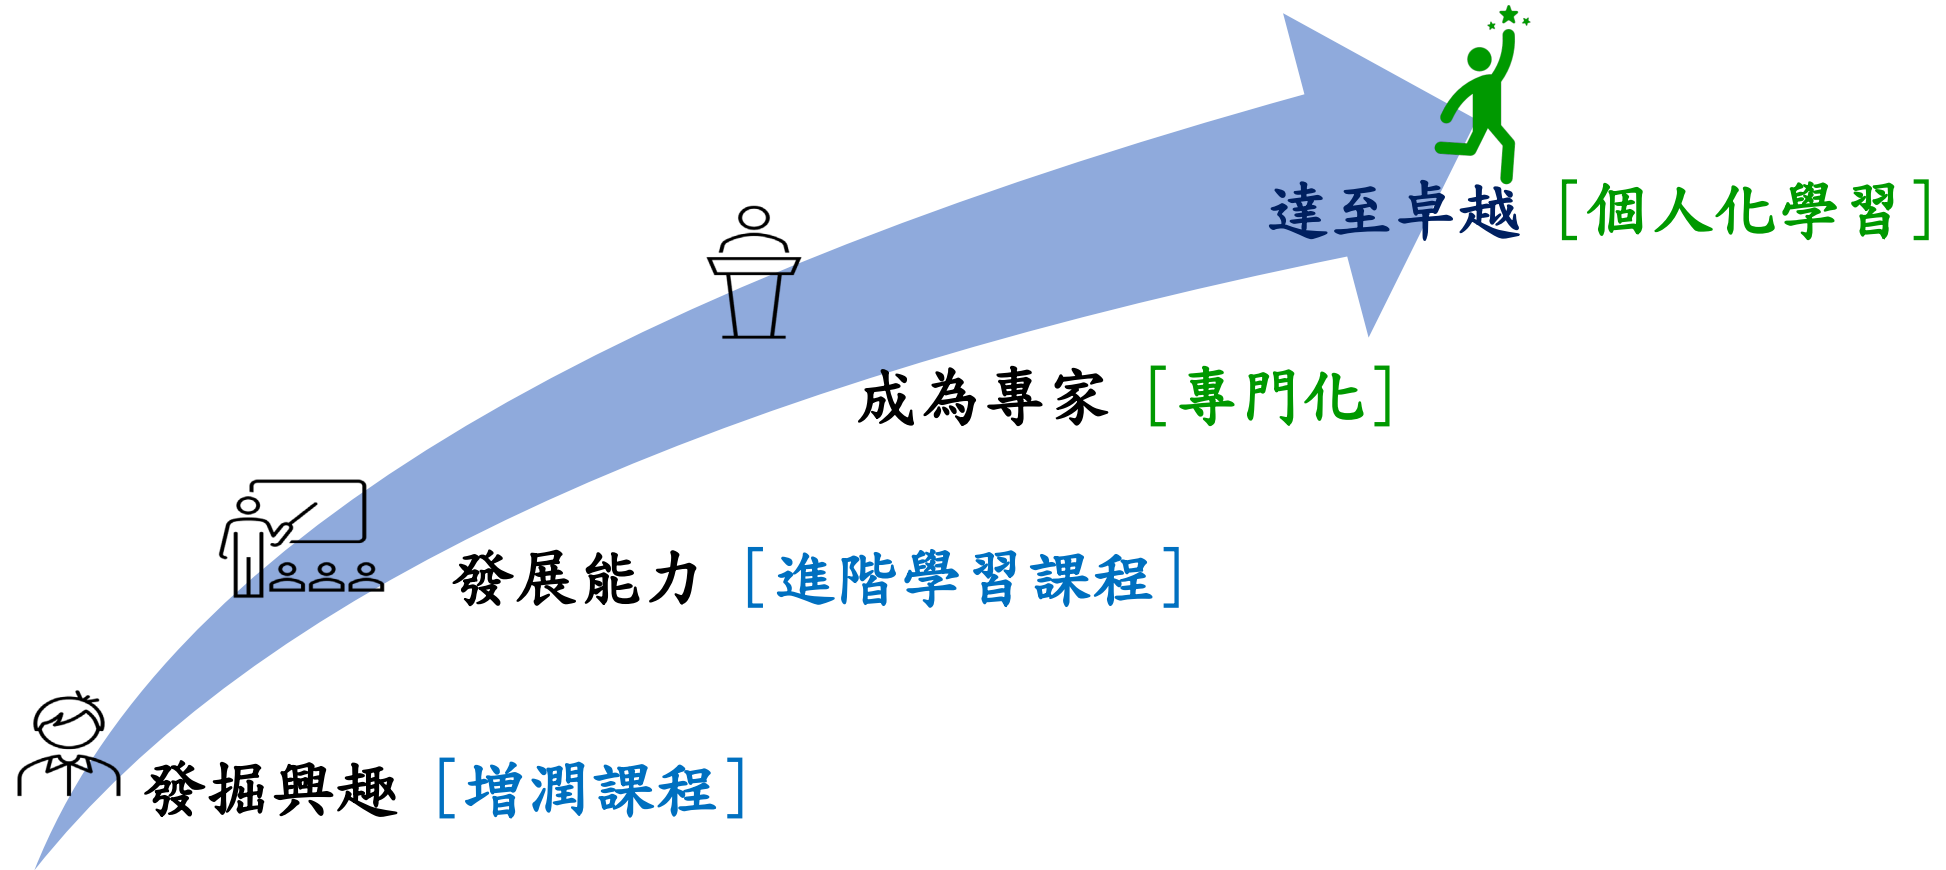 達至卓越 [個人化學習]
成為專家 [專門化]
發展能力 [進階學習課程]
發掘興趣 [增潤課程]